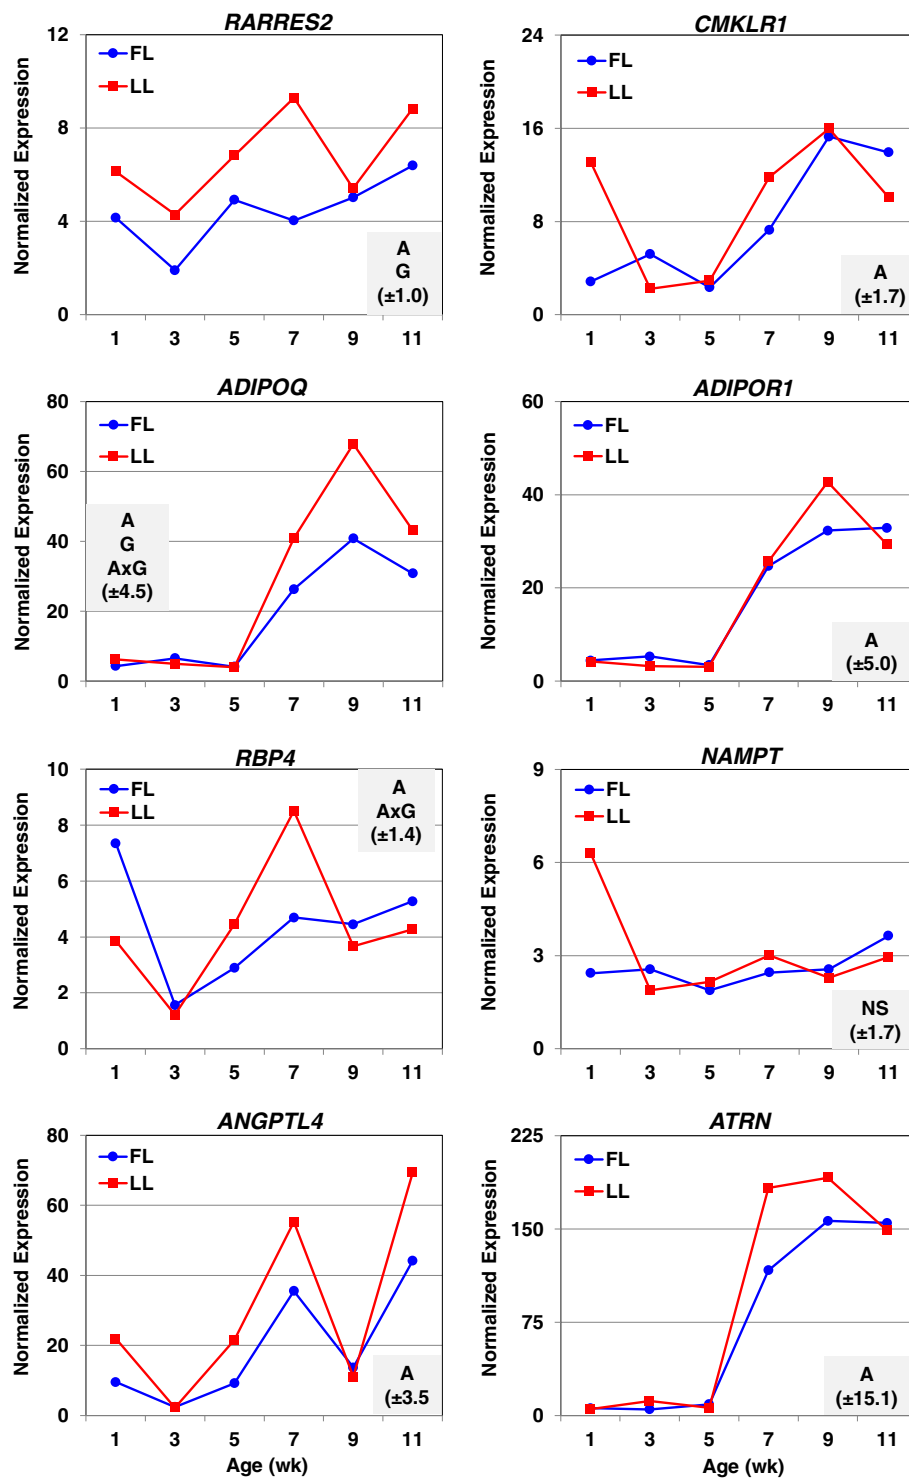 RARRES2
Normalized Expression
12
8
4
0
FL
LL
A
G
(±1.0)
1 3 5 7 9 11
CMKLR1
Normalized Expression
24
16
8
0
FL
LL
A
(±1.7)
1 3 5 7 9 11
ADIPOQ
Normalized Expression
80
60
40
20
0
FL
LL
A
G
AxG
(±4.5)
1 3 5 7 9 11
ADIPOR1
Normalized Expression
60
40
20
0
FL
LL
A
(±5.0)
1 3 5 7 9 11
RBP4
Normalized Expression
10
8
6
4
2
0
FL
LL
A
AxG
(±1.4)
1 3 5 7 9 11
NAMPT
Normalized Expression
9
6
3
0
FL
LL
NS
(±1.7)
1 3 5 7 9 11
ANGPTL4
Normalized Expression
80
60
40
20
0
FL
LL
A
(±3.5
1 3 5 7 9 11
Age (wk)
ATRN
Normalized Expression
225
150
75
0
FL
LL
A
(±15.1)
1 3 5 7 9 11
Age (wk)